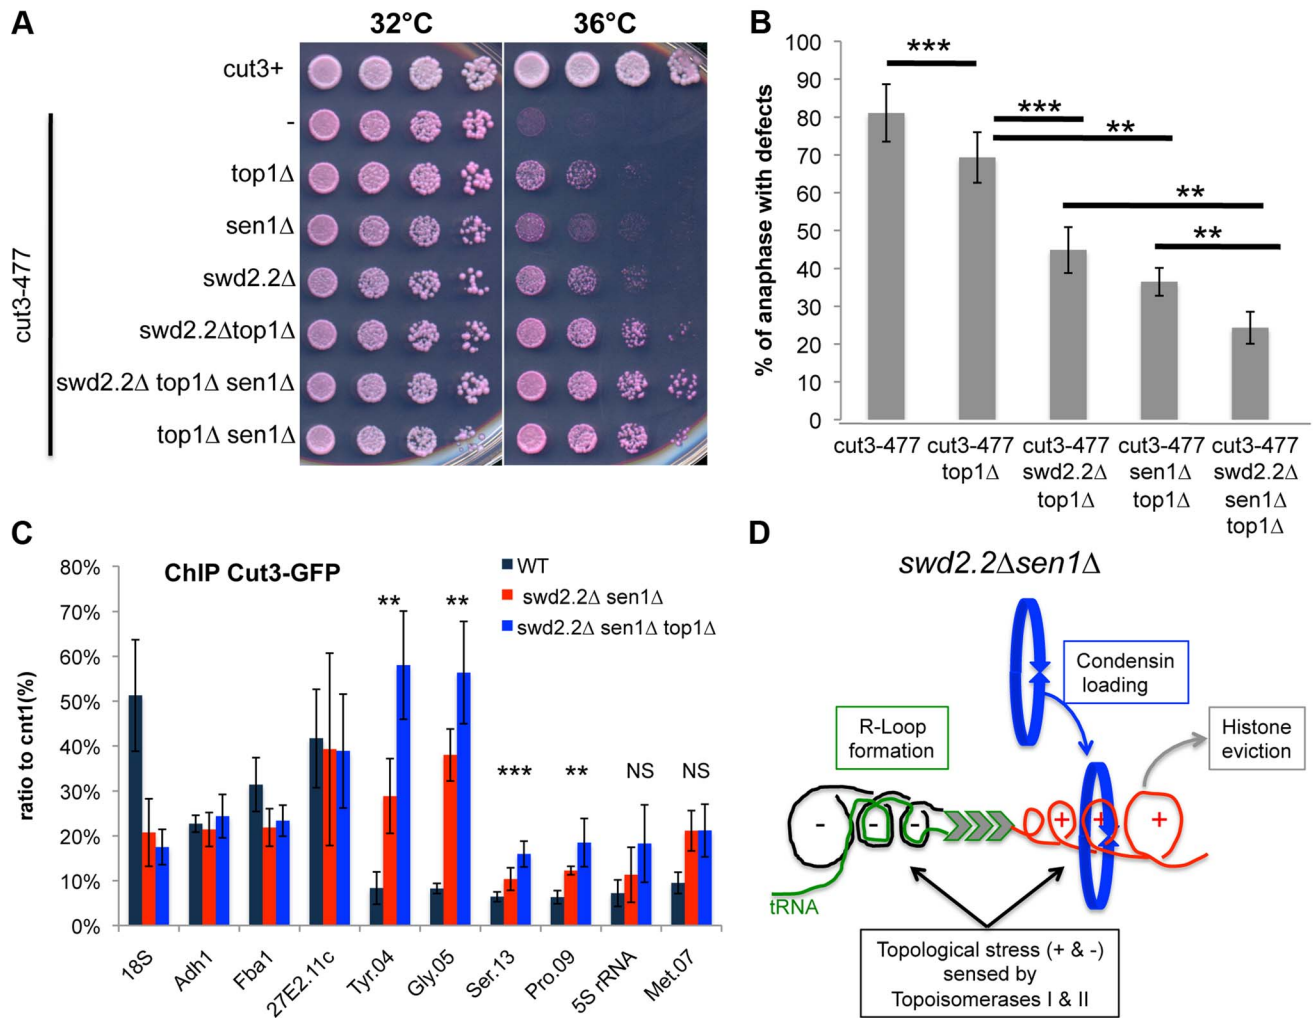 A
32°C
36°C
cut3+
-
top1Δ
sen1Δ
swd2.2Δ
swd2.2Δtop1Δ
swd2.2Δ top1Δ sen1Δ
top1Δ sen1Δ
cut3-477
B
% of anaphase with defects
100
90
80
70
60
50
40
30
20
10
0
***
***
**
**
**
cut3-477
cut3-477
top1Δ
cut3-477
swd2.2Δ
top1Δ
cut3-477
sen1Δ
top1Δ
cut3-477
swd2.2Δ
sen1Δ
top1Δ
C
ChIP Cut3-GFP
WT
swd2.2Δ sen1Δ
swd2.2Δ sen1Δ top1Δ
ratio to cnt1(%)
80%
70%
60%
50%
40%
30%
20%
10%
0%
**
**
***
**
NS
NS
18S
Adh1
Fba1
27E2.11c
Tyr.04
Gly.05
Ser.13
Pro.09
5S rRNA
Met.07
D
swd2.2Δsen1Δ
Condensin
loading
R-Loop
formation
Histone
eviction
-
-
-
+
+
+
tRNA
Topological stress (+ & -)
sensed by
Topoisomerases I & II